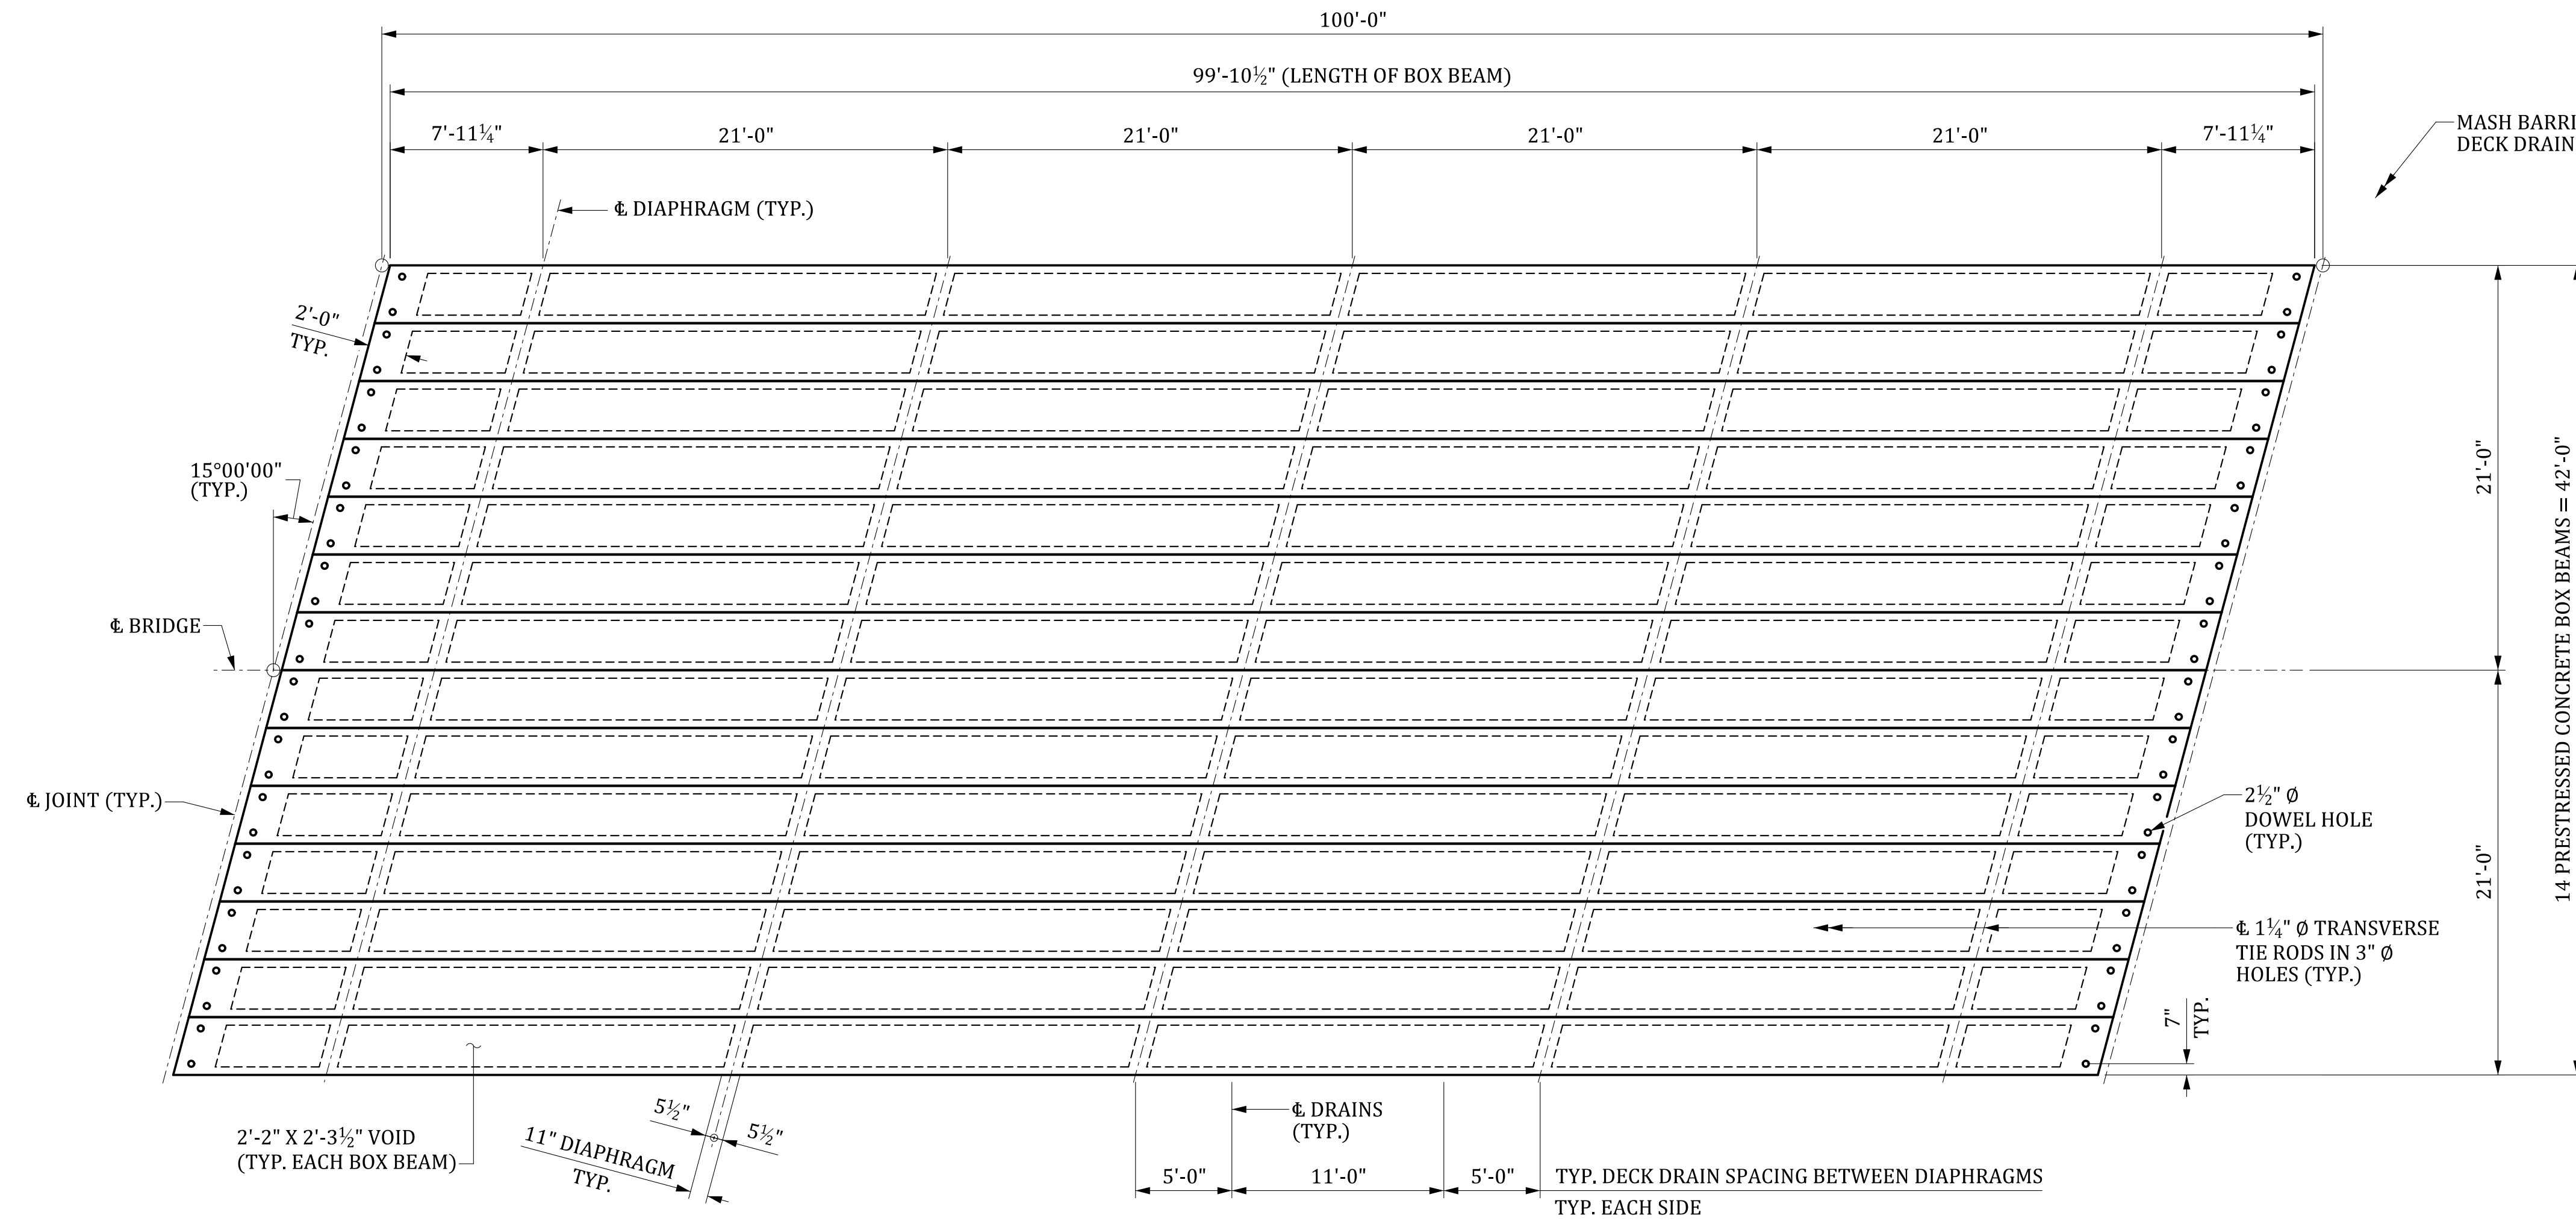 100'-0"
99'-10½" (LENGTH OF BOX BEAM)
7'-11¼"
21'-0"
21'-0"
21'-0"
21'-0"
7'-11¼"
MASH BARRI
DECK DRAIN
℄ DIAPHRAGM (TYP.)
2'-0"
TYP.
15°00'00"
(TYP.)
21'-0"
14 PRESTRESSED CONCRETE BOX BEAMS = 42'-0"
℄ BRIDGE
℄ JOINT (TYP.)
2½" Ø
DOWEL HOLE
(TYP.)
21'-0"
℄ 1¼" Ø TRANSVERSE
TIE RODS IN 3" Ø
HOLES (TYP.)
7"
TYP.
2'-2" X 2'-3½" VOID
(TYP. EACH BOX BEAM)
5½"
5½"
11" DIAPHRAGM
TYP.
℄ DRAINS
(TYP.)
5'-0"
11'-0"
5'-0"
TYP. DECK DRAIN SPACING BETWEEN DIAPHRAGMS
TYP. EACH SIDE